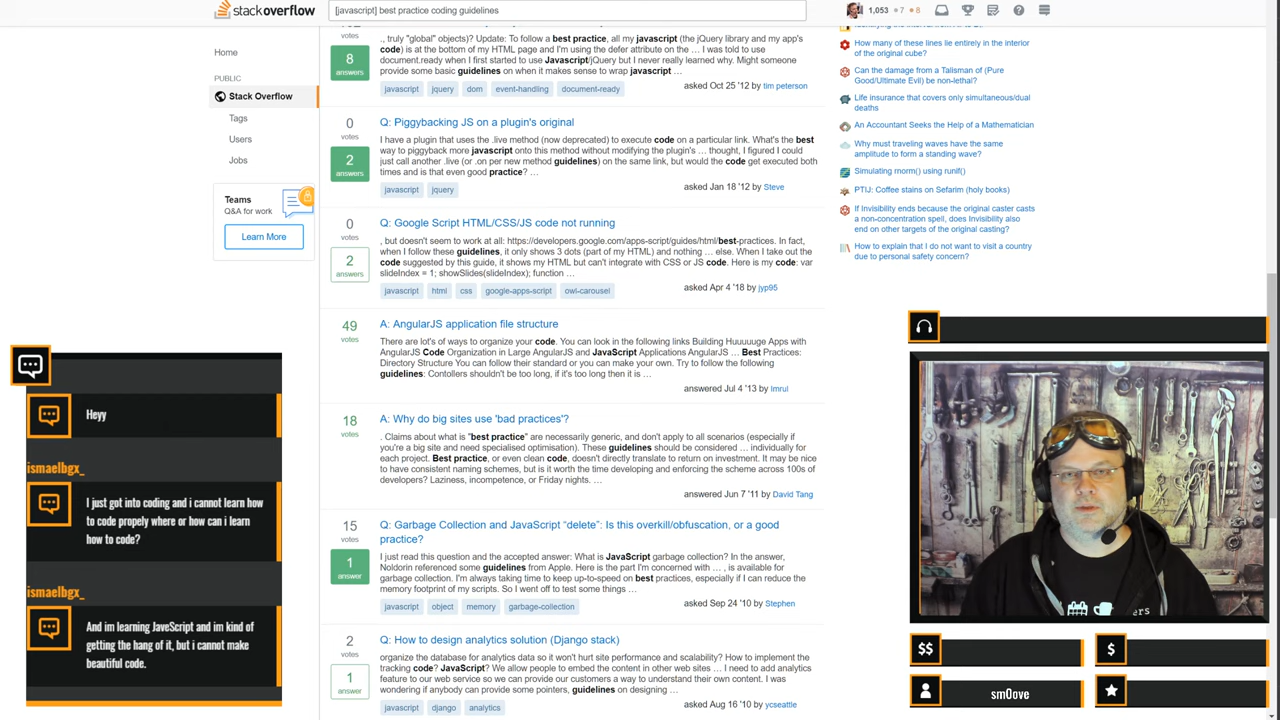 stack overflow
[javascript] best practice coding guidelines
1,053 7 8
Home
PUBLIC
Stack Overflow
Tags
Users
Jobs
Teams
Q&A for work
Learn More
votes
8
answers
., truly "global" objects)? Update: To follow a best practice, all my javascript (the jQuery library and my app's
code) is at the bottom of my HTML page and I'm using the defer attribute on the … I was told to use
document.ready when I first started to use Javascript/jQuery but I never really learned why. Might someone
provide some basic guidelines on when it makes sense to wrap javascript …
javascript jquery dom event-handling document-ready
asked Oct 25 '12 by tim peterson
0
votes
2
answers
Q: Piggybacking JS on a plugin's original
I have a plugin that uses the .live method (now deprecated) to execute code on a particular link. What's the best
way to piggyback more javascript onto this method without modifying the plugin's … thought, I figured I could
just call another .live (or .on per new method guidelines) on the same link, but would the code get executed both
times and is that even good practice? …
javascript jquery
asked Jan 18 '12 by Steve
0
votes
2
answers
Q: Google Script HTML/CSS/JS code not running
, but doesn't seem to work at all: https://developers.google.com/apps-script/guides/html/best-practices. In fact,
when I follow these guidelines, it only shows 3 dots (part of my HTML) and nothing … else. When I take out the
code suggested by this guide, it shows my HTML but can't integrate with CSS or JS code. Here is my code: var
slideIndex = 1; showSlides(slideIndex); function …
javascript html css google-apps-script owl-carousel
asked Apr 4 '18 by jyp95
49
votes
A: AngularJS application file structure
There are lot's of ways to organize your code. You can look in the following links Building Huuuuuge Apps with
AngularJS Code Organization in Large AngularJS and JavaScript Applications AngularJS … Best Practices:
Directory Structure You can follow their standard or you can make your own. Try to follow the following
guidelines: Contollers shouldn't be too long, if it's too long then it is …
answered Jul 4 '13 by Imrul
18
votes
A: Why do big sites use 'bad practices'?
. Claims about what is "best practice" are necessarily generic, and don't apply to all scenarios (especially if
you're a big site and need specialised optimisation). These guidelines should be considered … individually for
each project. Best practice, or even clean code, doesn't directly translate to return on investment. It may be nice
to have consistent naming schemes, but is it worth the time developing and enforcing the scheme across 100s of
developers? Laziness, incompetence, or Friday nights. …
answered Jun 7 '11 by David Tang
15
votes
1
answer
Q: Garbage Collection and JavaScript "delete": Is this overkill/obfuscation, or a good
practice?
I just read this question and the accepted answer: What is JavaScript garbage collection? In the answer,
Noldorin referenced some guidelines from Apple. Here is the part I'm concerned with … , is available for
garbage collection. I'm always taking time to keep up-to-speed on best practices, especially if I can reduce the
memory footprint of my scripts. So I went off to test some things …
javascript object memory garbage-collection
asked Sep 24 '10 by Stephen
2
votes
1
answer
Q: How to design analytics solution (Django stack)
organize the database for analytics data so it won't hurt site performance and scalability? How to implement the
tracking code? JavaScript? We allow people to embed the content in other web sites … I need to add analytics
feature to our web service so we can provide our customers a way to understand their own content. I was
wondering if anybody can provide some pointers, guidelines on designing …
javascript django analytics
asked Aug 16 '10 by ycseattle
How many of these lines lie entirely in the interior
of the original cube?
Can the damage from a Talisman of (Pure
Good/Ultimate Evil) be non-lethal?
Life insurance that covers only simultaneous/dual
deaths
An Accountant Seeks the Help of a Mathematician
Why must traveling waves have the same
amplitude to form a standing wave?
Simulating rnorm() using runif()
PTIJ: Coffee stains on Sefarim (holy books)
If Invisibility ends because the original caster casts
a non-concentration spell, does Invisibility also
end on other targets of the original casting?
How to explain that I do not want to visit a country
due to personal safety concern?
Heyy
ismaelbgx_
I just got into coding and i cannot learn how
to code propely where or how can i learn
how to code?
ismaelbgx_
And im learning JaveScript and im kind of
getting the hang of it, but i cannot make
beautiful code.
ers
$$
$
sm0ove